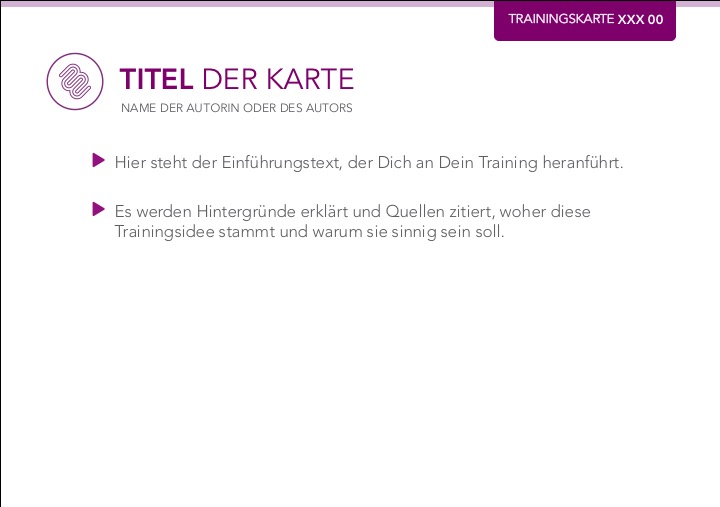 TRAININGSKARTE XXX 00
TITEL DER KARTE
NAME DER AUTORIN ODER DES AUTORS
Hier steht der Einführungstext, der Dich an Dein Training heranführt.
Es werden Hintergründe erklärt und Quellen zitiert, woher diese
Trainingsidee stammt und warum sie sinnig sein soll.